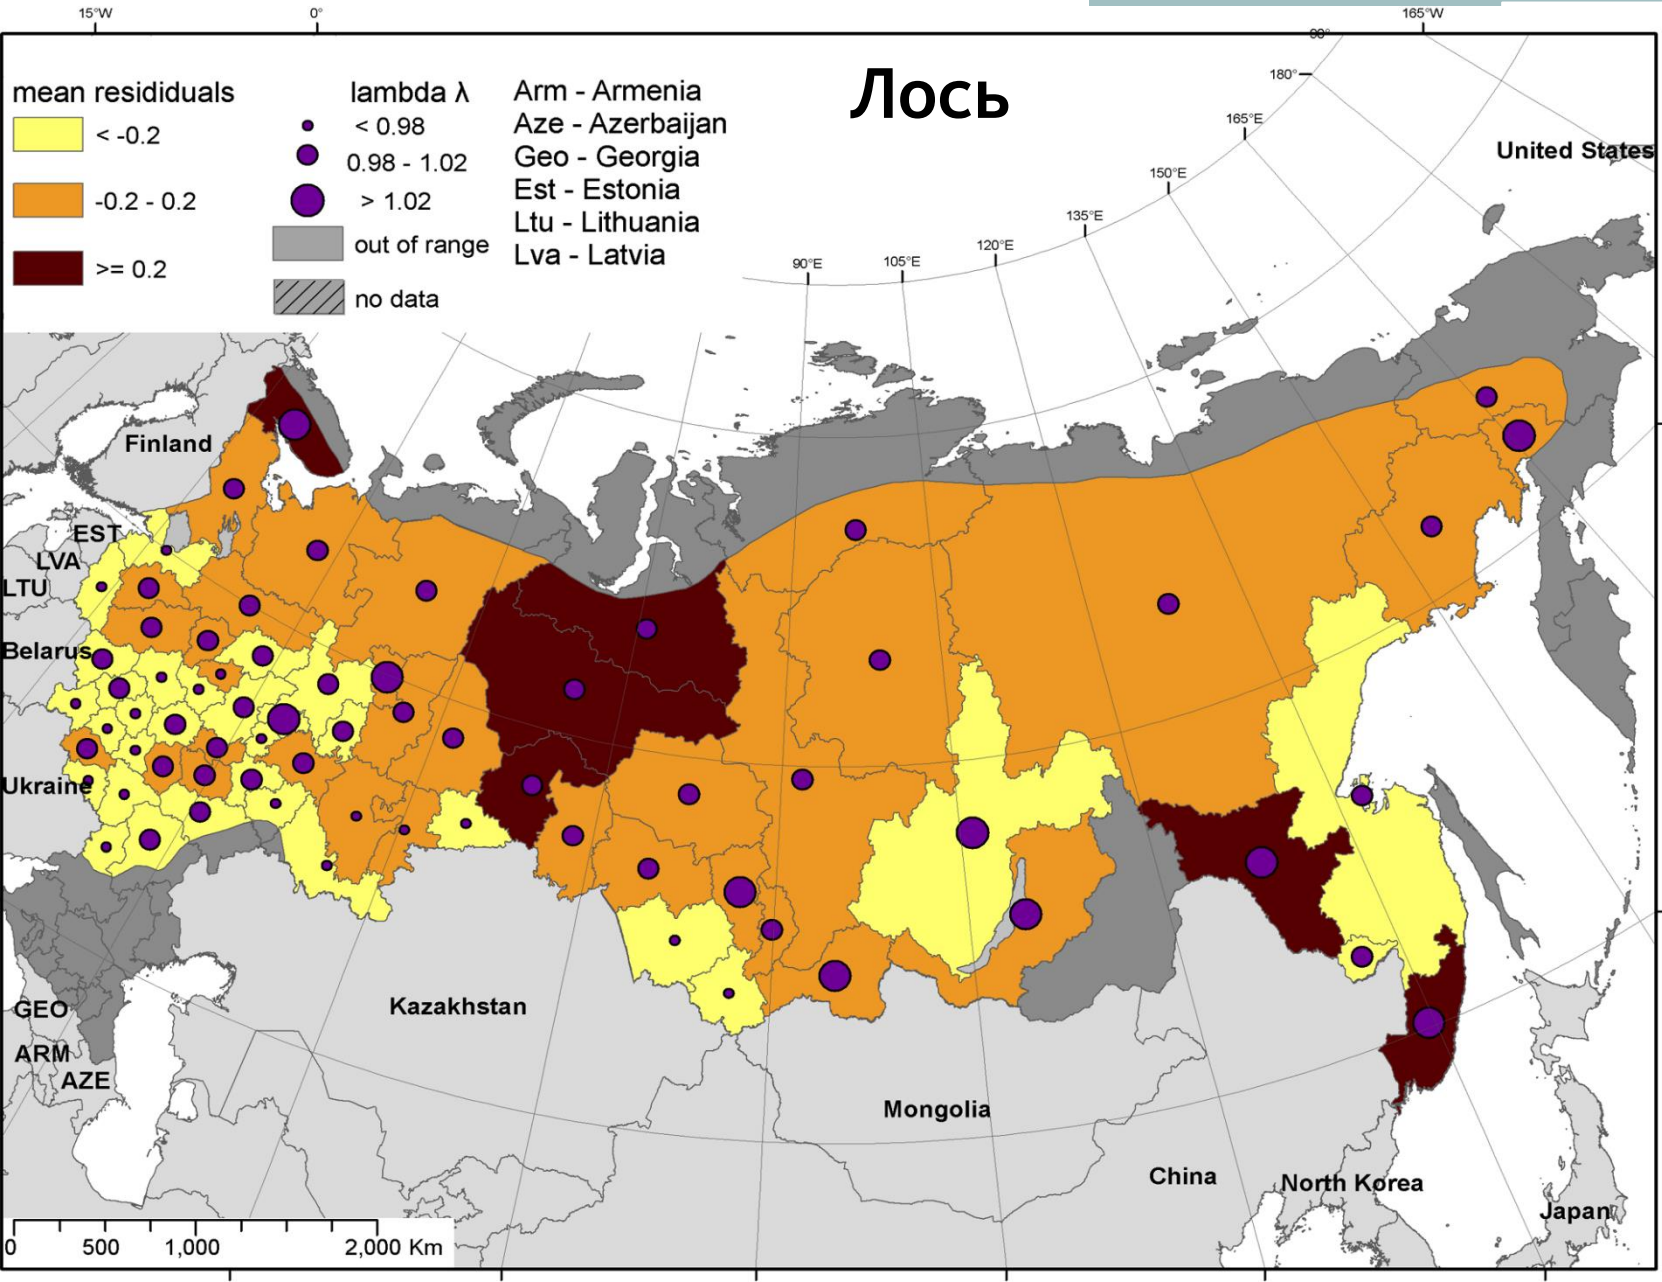 15°W
0°
165°W
90°
180°
165°E
150°E
135°E
120°E
105°E
90°E
Лось
mean resididuals
< -0.2
-0.2 - 0.2
>= 0.2
lambda λ
< 0.98
0.98 - 1.02
> 1.02
out of range
no data
Arm - Armenia
Aze - Azerbaijan
Geo - Georgia
Est - Estonia
Ltu - Lithuania
Lva - Latvia
United States
Finland
EST
LVA
LTU
Belarus
Ukraine
GEO
ARM
AZE
Kazakhstan
Mongolia
China
North Korea
Japan
0 500 1,000 2,000 Km